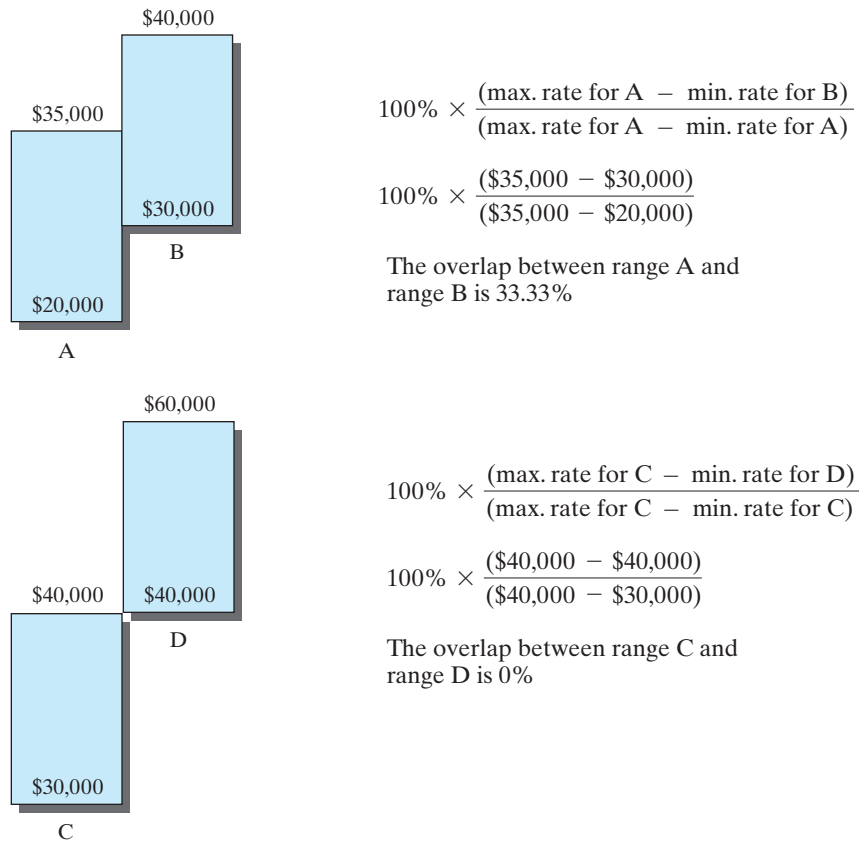 $40,000
$35,000
$30,000
B
$20,000
A
100% × (max. rate for A − min. rate for B)
(max. rate for A − min. rate for A)
100% × ($35,000 − $30,000)
($35,000 − $20,000)
The overlap between range A and
range B is 33.33%
$60,000
$40,000 $40,000
D
$30,000
C
100% × (max. rate for C − min. rate for D)
(max. rate for C − min. rate for C)
100% × ($40,000 − $40,000)
($40,000 − $30,000)
The overlap between range C and
range D is 0%